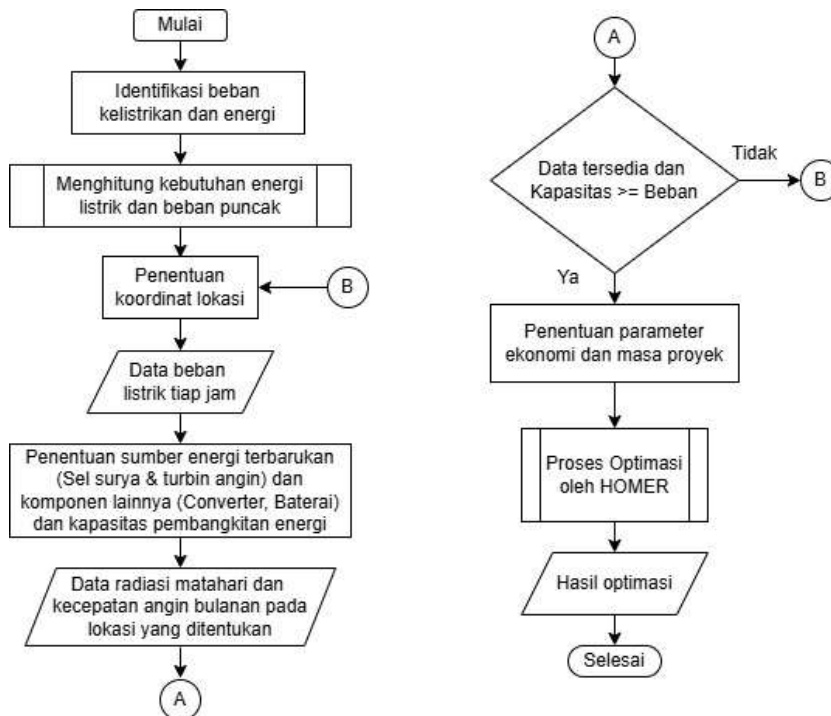 Mulai
Identifikasi beban
kelistrikan dan energi
Menghitung kebutuhan energi
listrik dan beban puncak
Penentuan
koordinat lokasi
B
Data beban
listrik tiap jam
Penentuan sumber energi terbarukan
(Sel surya & turbin angin) dan
komponen lainnya (Converter, Baterai)
dan kapasitas pembangkitan energi
Data radiasi matahari dan
kecepatan angin bulanan pada
lokasi yang ditentukan
A
A
Data tersedia dan
Kapasitas >= Beban
Tidak
B
Ya
Penentuan parameter
ekonomi dan masa proyek
Proses Optimasi
oleh HOMER
Hasil optimasi
Selesai